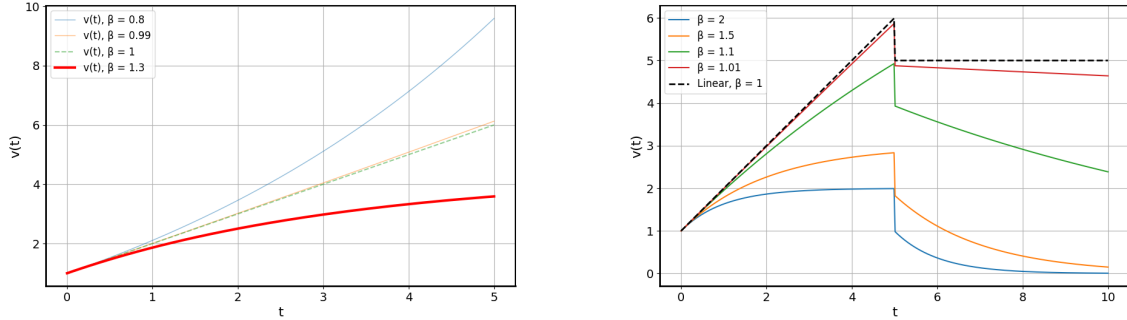 v(t), β = 0.8
v(t), β = 0.99
v(t), β = 1
v(t), β = 1.3
10
8
6
4
2
0
1
2
3
4
5
v(t)
t
β = 2
β = 1.5
β = 1.1
β = 1.01
Linear, β = 1
6
5
4
3
2
1
0
0
2
4
6
8
10
v(t)
t